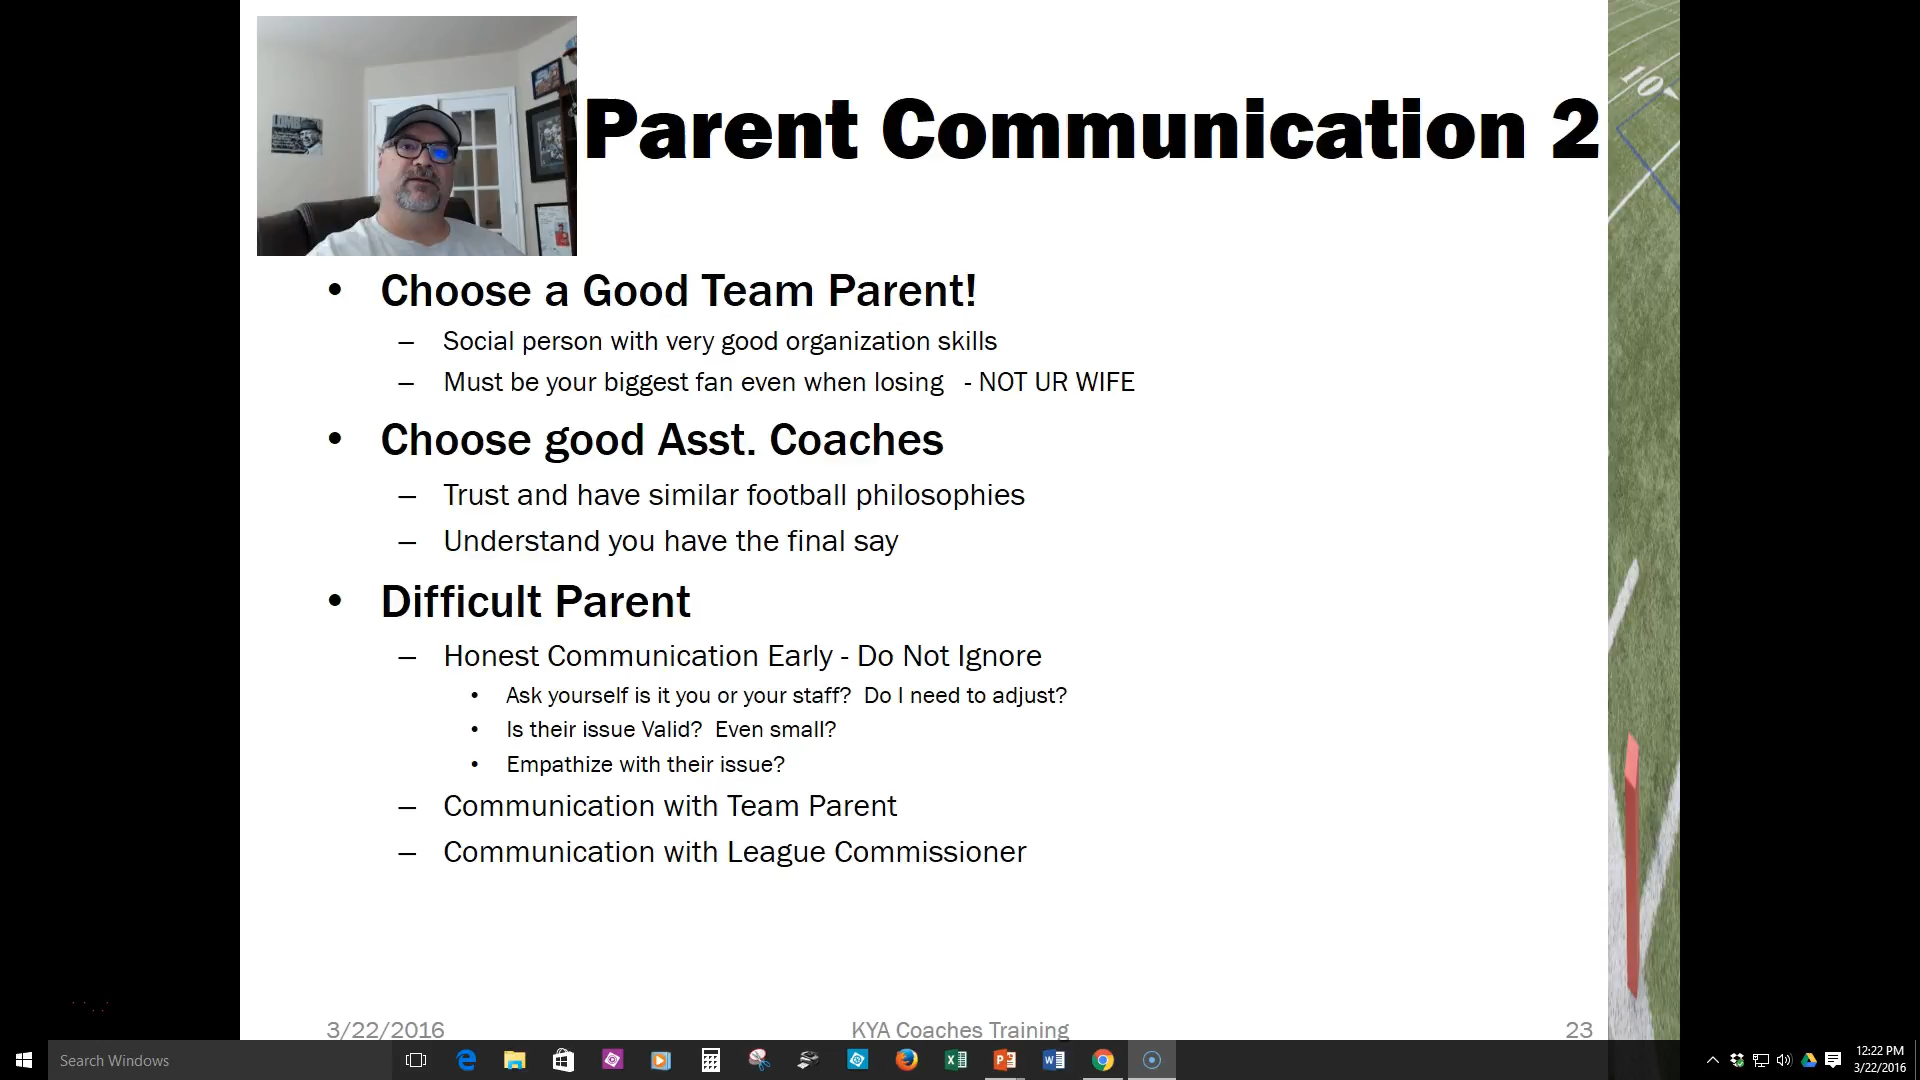 LOMBARDI
Parent Communication 2
10
• Choose a Good Team Parent!
– Social person with very good organization skills
– Must be your biggest fan even when losing - NOT UR WIFE
• Choose good Asst. Coaches
– Trust and have similar football philosophies
– Understand you have the final say
• Difficult Parent
– Honest Communication Early - Do Not Ignore
• Ask yourself is it you or your staff? Do I need to adjust?
• Is their issue Valid? Even small?
• Empathize with their issue?
– Communication with Team Parent
– Communication with League Commissioner
3/22/2016
KYA Coaches Training
23
Search Windows
12:22 PM
3/22/2016